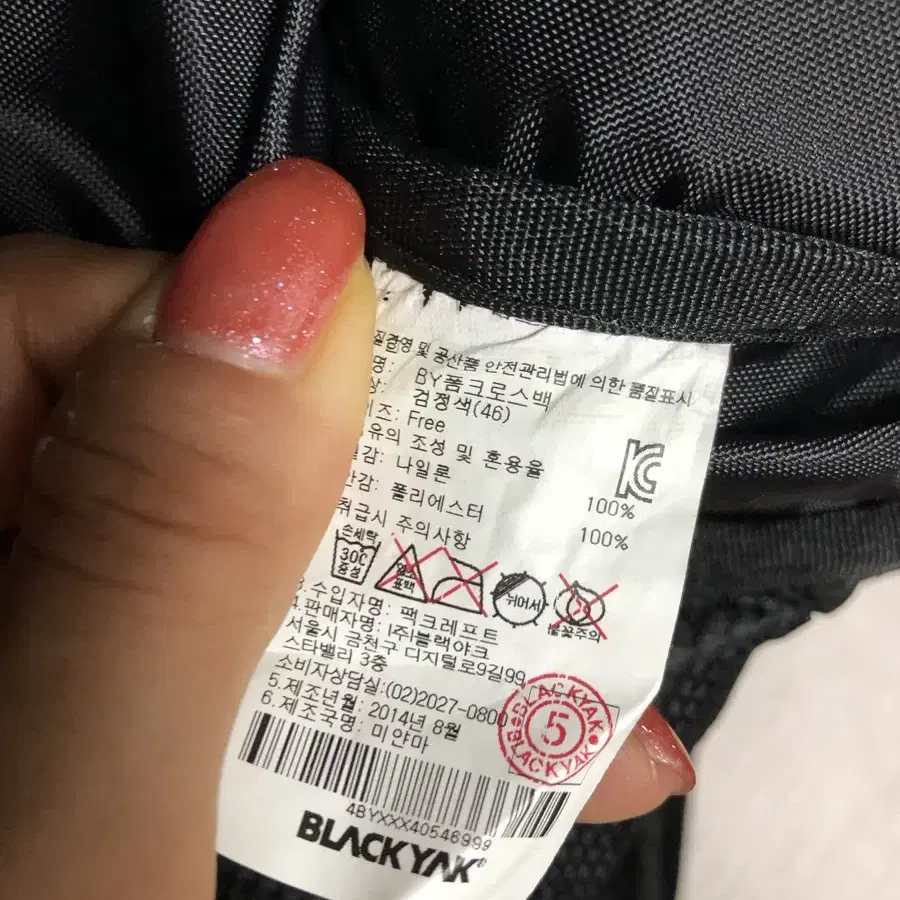 질경영 및 공산품 안전관리법에 의한 품질표시
명: BY폼크로스백
상: 검정색(46)
즈: Free
유의 조성 및 혼용율
감: 나일론 100%
감: 폴리에스터 100%
취급시 주의사항
손세탁
30℃
중성
염소
표백
뉘어서
불꽃주의
3.수입자명: 팩크레프트
4.판매자명: (주)블랙야크
서울시 금천구 디지털로9길99,
스타밸리 3층
소비자상담실:(02)2027-0800
5.제조년월: 2014년 8월
6.제조국명: 미얀마
BLACKYAK
5
BLACKYAK
4BYXXX40546999
BLACKYAK®